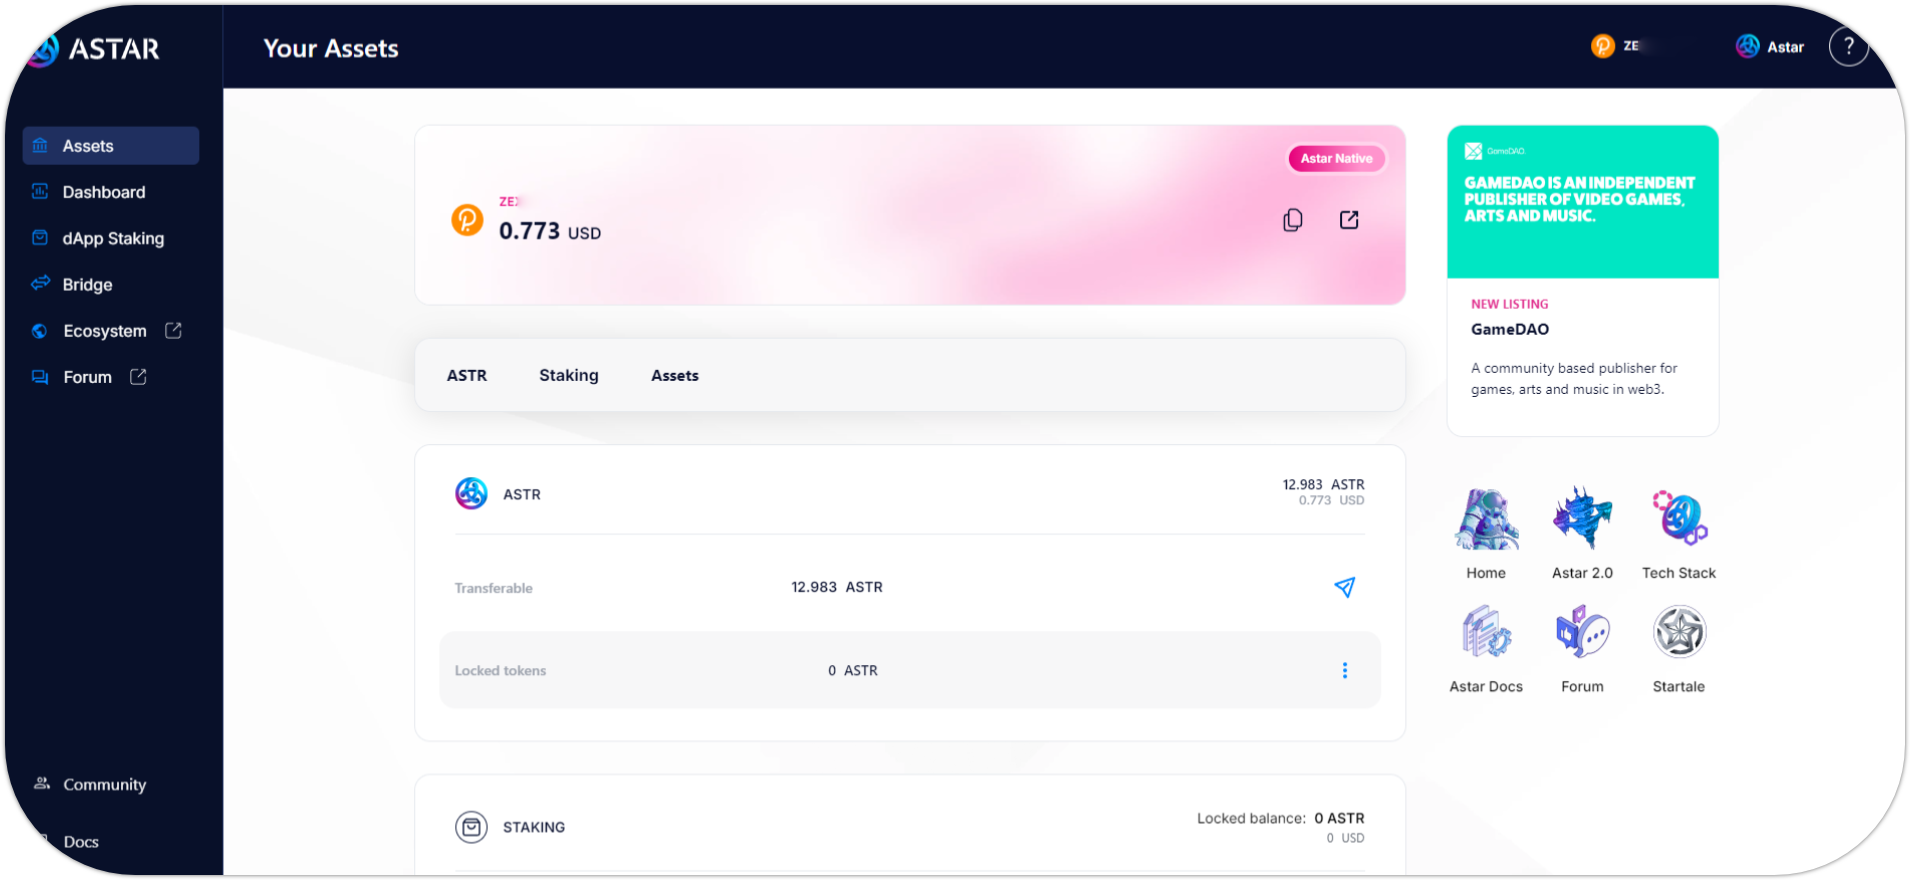 ASTAR
Your Assets
ZE
Astar
?
Assets
Dashboard
dApp Staking
Bridge
Ecosystem
Forum
Community
Docs
Astar Native
ZE
0.773 USD
ASTR Staking Assets
ASTR
12.983 ASTR
0.773 USD
Transferable 12.983 ASTR
Locked tokens 0 ASTR
STAKING
Locked balance: 0 ASTR
0 USD
GameDAO
GAMEDAO IS AN INDEPENDENT
PUBLISHER OF VIDEO GAMES,
ARTS AND MUSIC.
NEW LISTING
GameDAO
A community based publisher for
games, arts and music in web3.
Home Astar 2.0 Tech Stack
Astar Docs Forum Startale